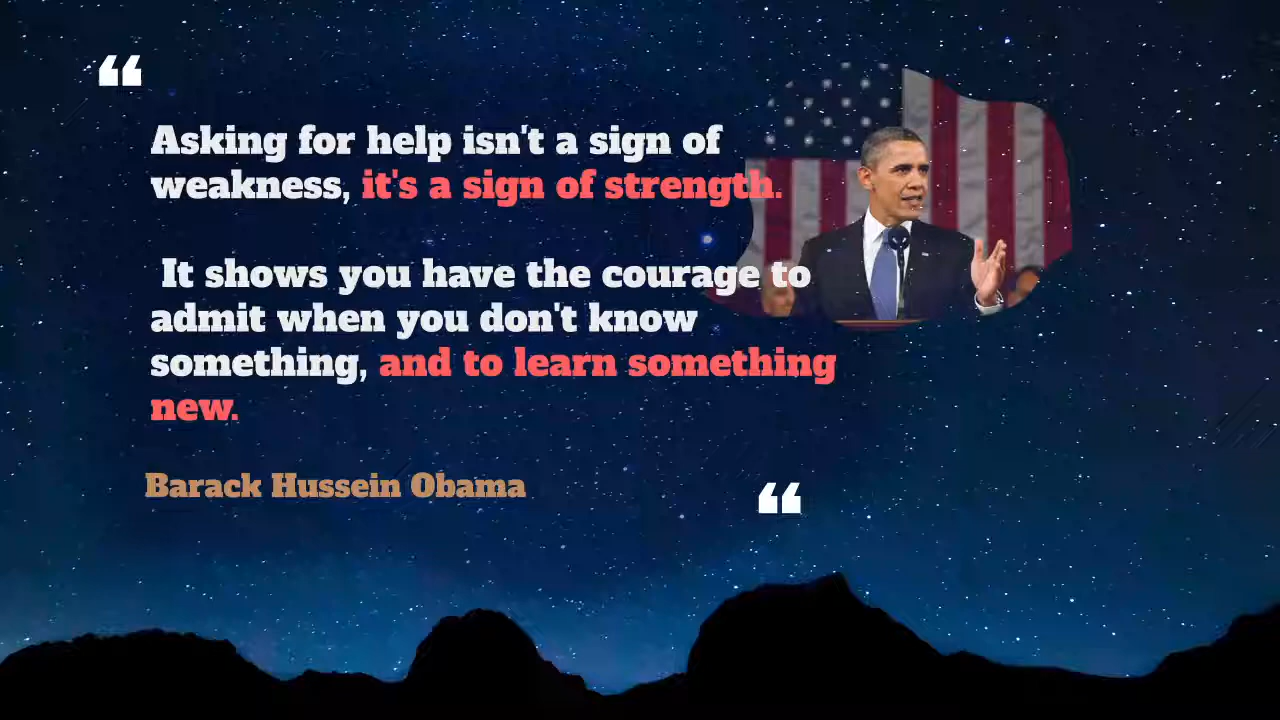 ❝
Asking for help isn't a sign of
weakness, it's a sign of strength.
It shows you have the courage to
admit when you don't know
something, and to learn something
new.
Barack Hussein Obama
❝